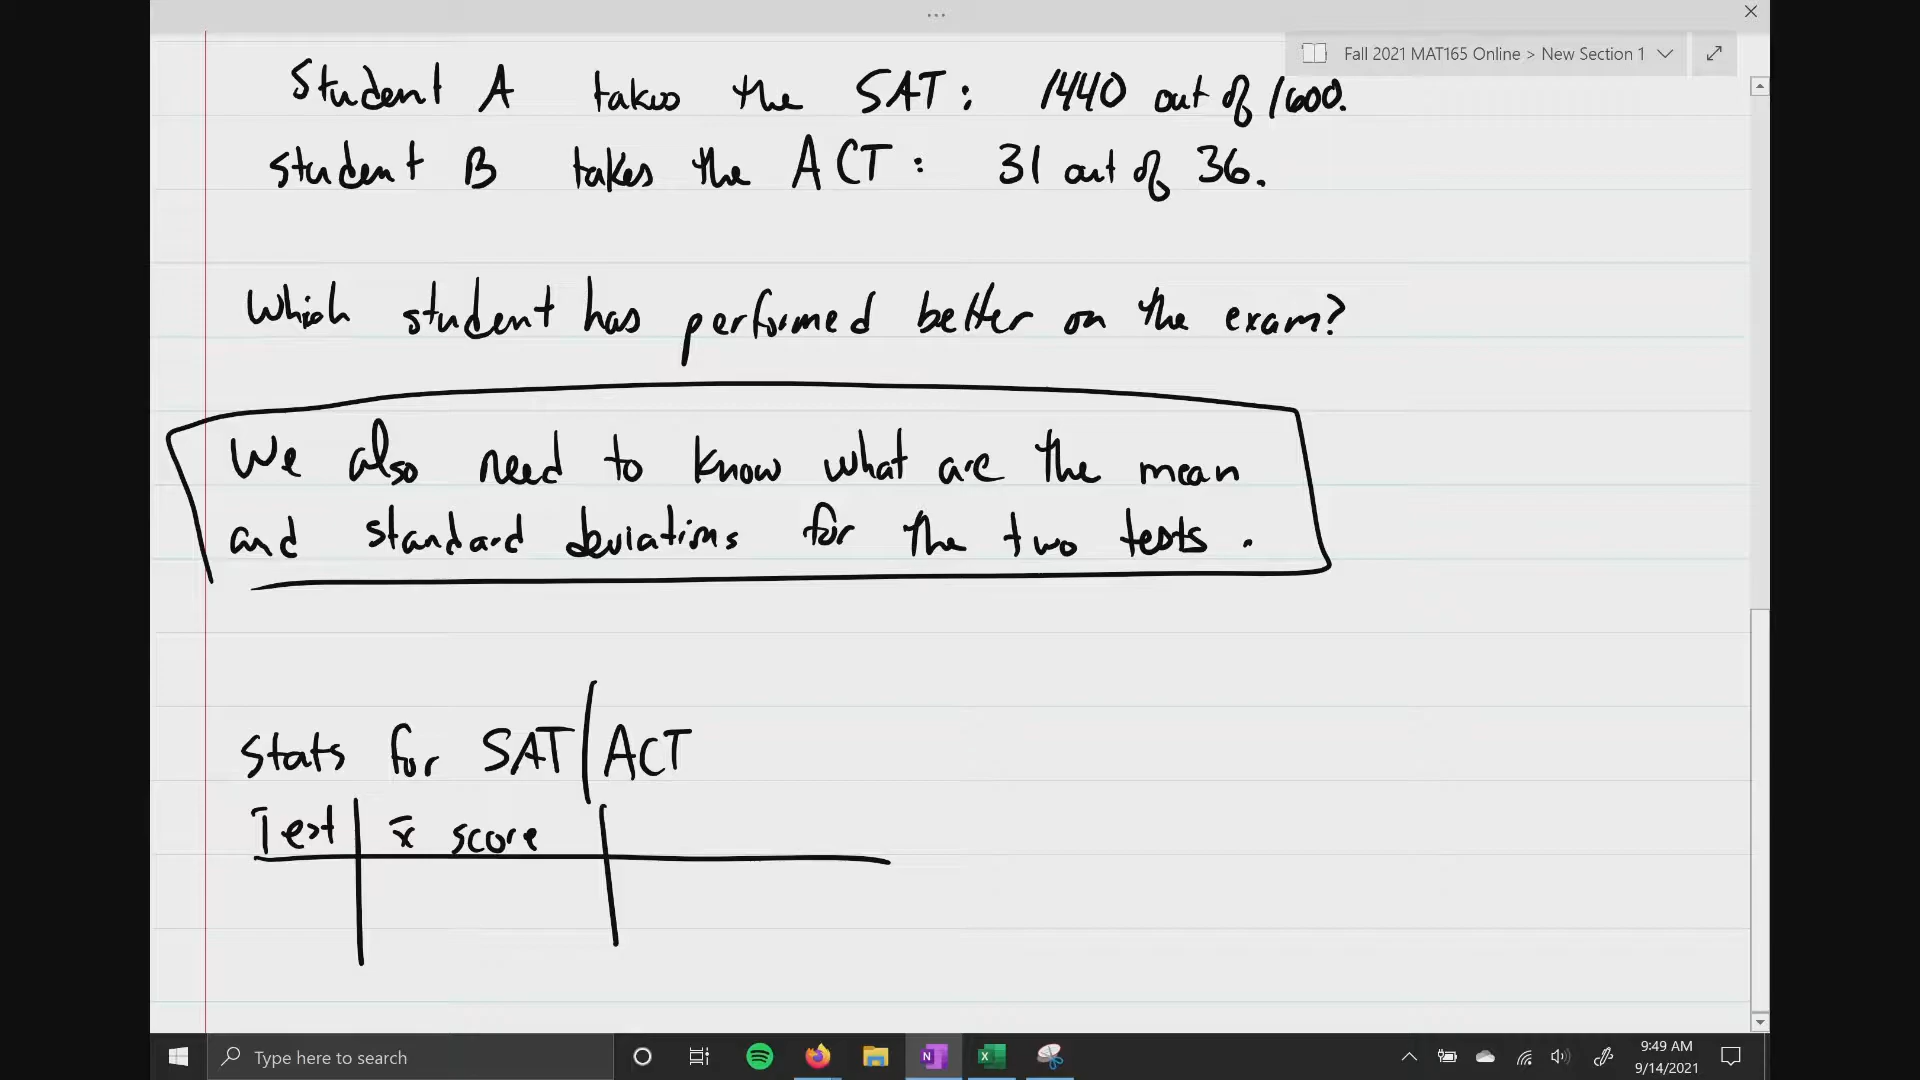 Fall 2021 MAT165 Online > New Section 1
Student A takes the SAT: 1440 out of 1600.
student B takes the ACT: 31 out of 36.
Which student has performed better on the exam?
We also need to know what are the mean
and standard deviations for the two tests.
Stats for SAT | ACT
Test | x̄ score |
Type here to search
9:49 AM
9/14/2021